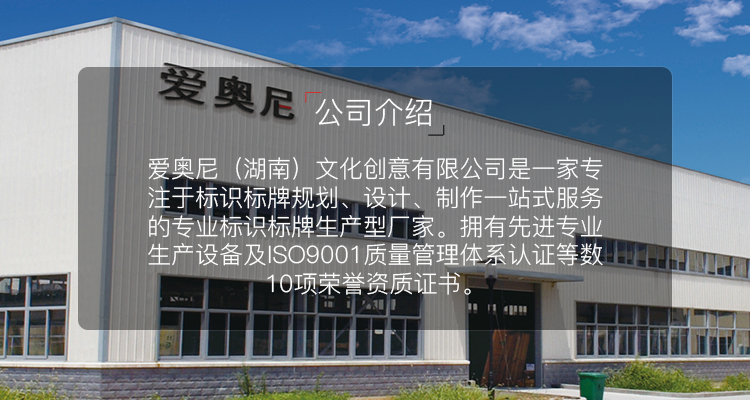 爱奥尼
公司介绍
爱奥尼（湖南）文化创意有限公司是一家专
注于标识标牌规划、设计、制作一站式服务
的专业标识标牌生产型厂家。拥有先进专业
生产设备及ISO9001质量管理体系认证等数
10项荣誉资质证书。